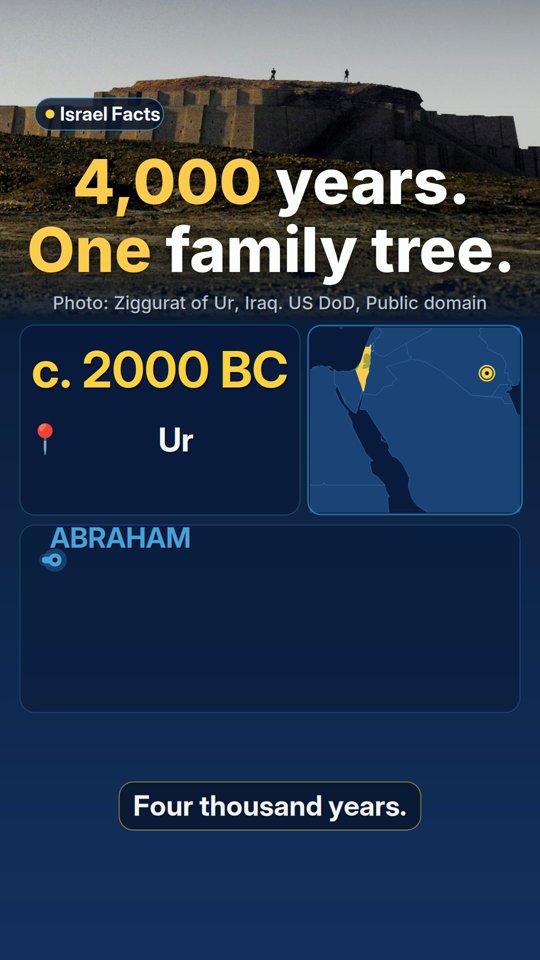 Israel Facts
4,000 years.
One family tree.
Photo: Ziggurat of Ur, Iraq. US DoD, Public domain
c. 2000 BC
Ur
ABRAHAM
Four thousand years.